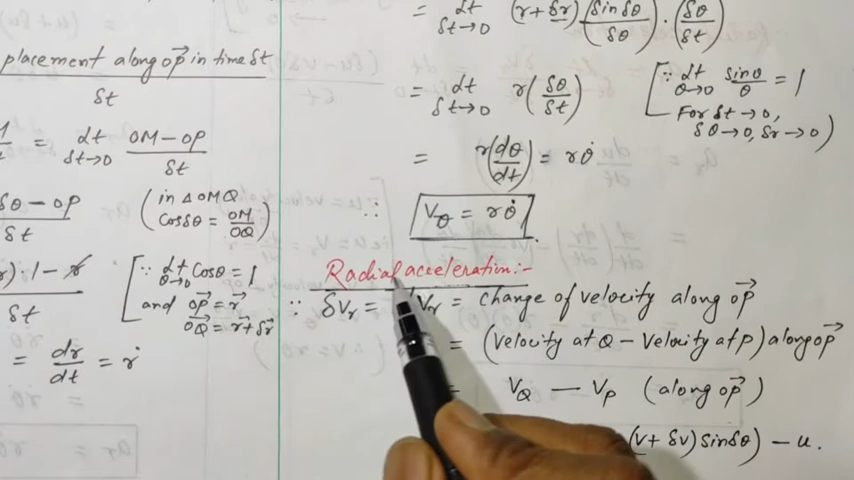 placement along OP⃗ in time δt
δt
= lt δt→0 OM-OP / δt
δθ - OP / δt (in Δ OMQ Cosδθ = OM/OQ)
r) · 1 - r / δt [∵ lt θ→0 Cosθ = 1 and OP⃗ = r⃗ OQ⃗ = r⃗ + δr⃗
= dr/dt = ṙ
= lt δt→0 (r+δr) (sin δθ / δθ) · (δθ/δt)
= lt δt→0 r(δθ/δt) [∵ lt θ→0 sinθ/θ = 1 For δt→0, δθ→0, δr→0)
= r(dθ/dt) = rθ̇
∴ Vθ = rθ̇
Radial acceleration:-
∵ δVr = Vr = change of velocity along OP⃗
= (Velocity at Q - Velocity at P) along OP⃗
= VQ — VP (along OP⃗)
(v+δv) sinδθ) - u.